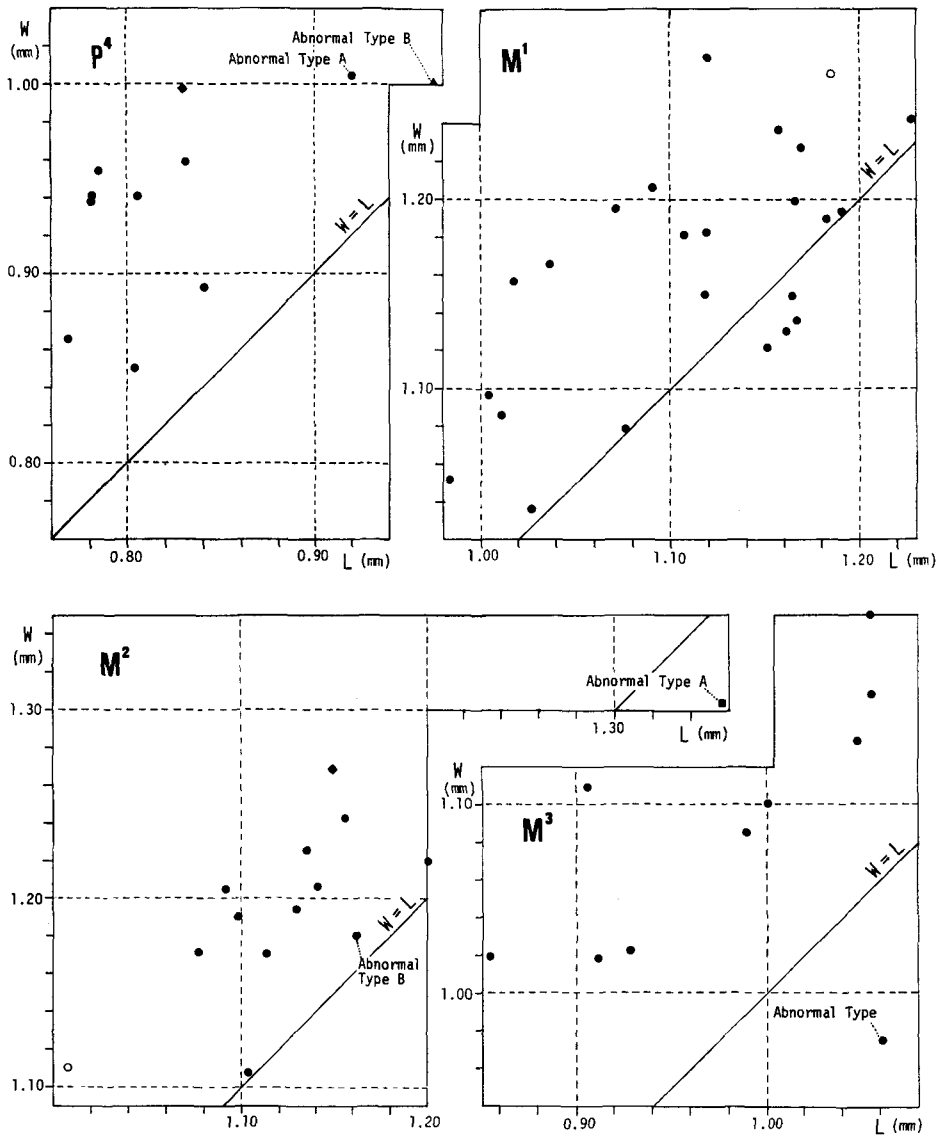 W
(mm)
P⁴
Abnormal Type B
Abnormal Type A
1.00
0.90
0.80
W = L
0.80
0.90
L (mm)
M¹
W
(mm)
1.20
1.10
W = L
1.00
1.10
1.20
L (mm)
W
(mm)
M²
1.30
1.20
1.10
Abnormal Type A
1.30
L (mm)
W = L
Abnormal
Type B
1.10
1.20
W
(mm)
M³
1.10
1.00
W = L
Abnormal Type
0.90
1.00
L (mm)